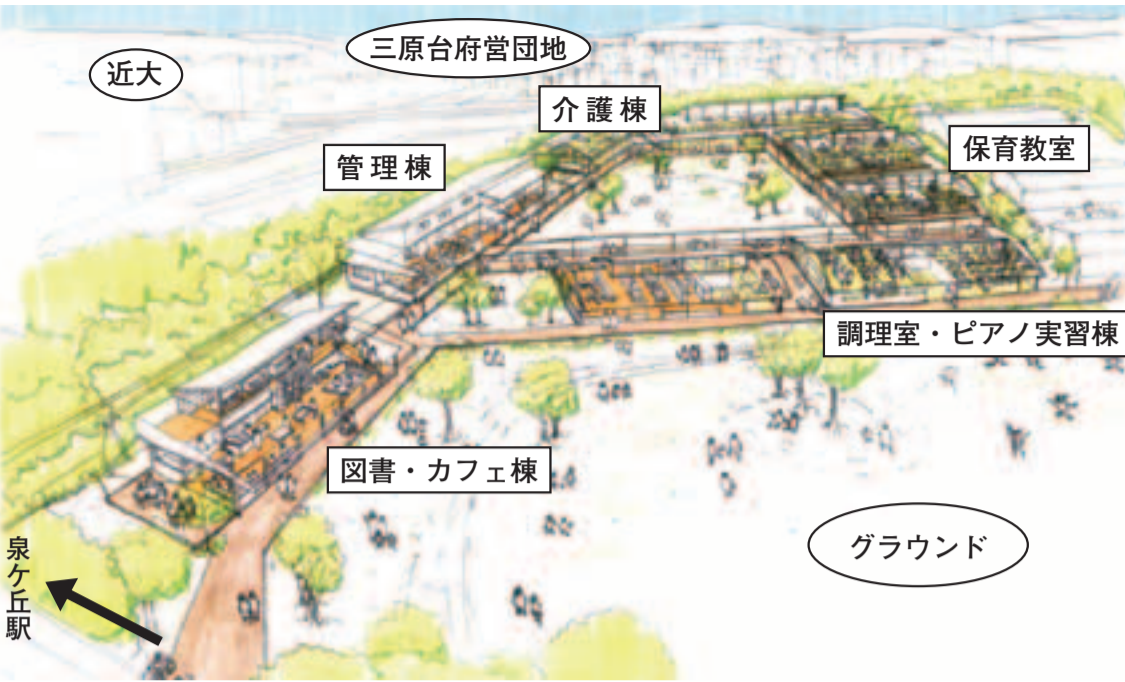 三原台府営団地
近大
介護棟
保育教室
管理棟
調理室・ピアノ実習棟
図書・カフェ棟
グラウンド
泉ケ丘駅